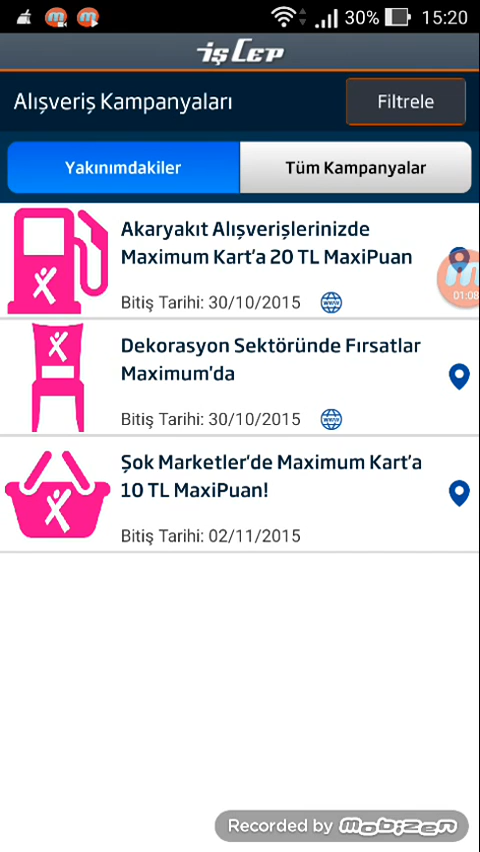 30% 15:20
işCep
Alışveriş Kampanyaları
Filtrele
Yakınımdakiler
Tüm Kampanyalar
Akaryakıt Alışverişlerinizde
Maximum Kart'a 20 TL MaxiPuan
Bitiş Tarihi: 30/10/2015
01:08
Dekorasyon Sektöründe Fırsatlar
Maximum'da
Bitiş Tarihi: 30/10/2015
Şok Marketler'de Maximum Kart'a
10 TL MaxiPuan!
Bitiş Tarihi: 02/11/2015
Recorded by mobizen